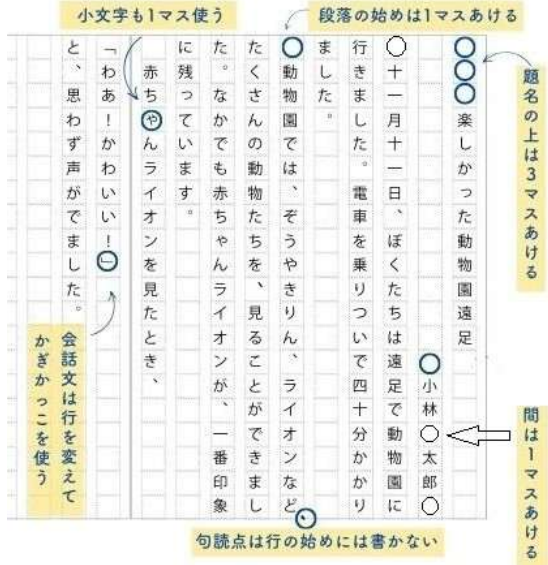 小文字も1マス使う
段落の始めは1マスあける
題名の上は3マスあける
楽しかった動物園遠足
小林 太郎
間は1マスあける
十一月十一日、ぼくたちは遠足で動物園に
行きました。電車を乗りついで四十分かかり
ました。
動物園では、ぞうやきりん、ライオンなど、
たくさんの動物たちを、見ることができまし
た。なかでも赤ちゃんライオンが、一番印象
に残っています。
赤ちゃんライオンを見たとき、
「わあ!かわいい!」
と、思わず声がでました。
会話文は行を変えて
かぎかっこを使う
句読点は行の始めには書かない